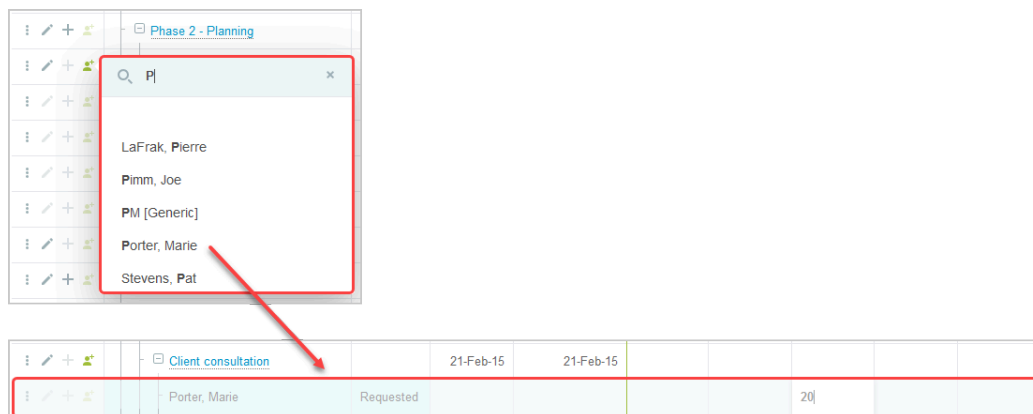 Phase 2 - Planning
P
LaFrak, Pierre
Pimm, Joe
PM [Generic]
Porter, Marie
Stevens, Pat
Client consultation 21-Feb-15 21-Feb-15
Porter, Marie Requested 20